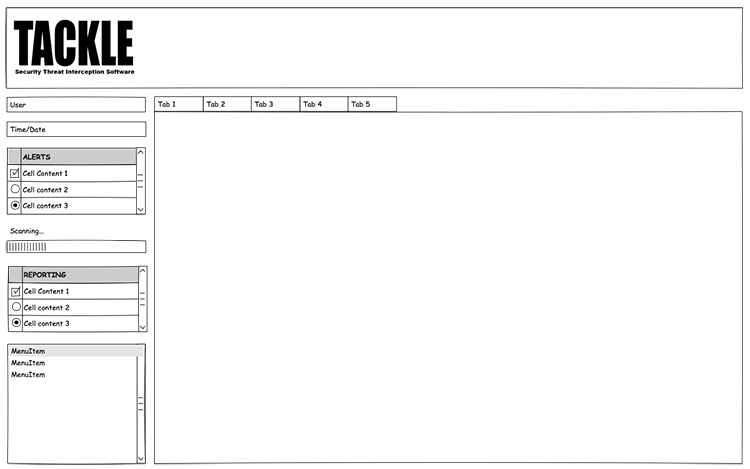 TACKLE
Security Threat Interception Software
User
Time/Date
ALERTS
Cell Content 1
Cell content 2
Cell content 3
Scanning...
REPORTING
Cell Content 1
Cell content 2
Cell content 3
MenuItem
MenuItem
MenuItem
Tab 1 Tab 2 Tab 3 Tab 4 Tab 5